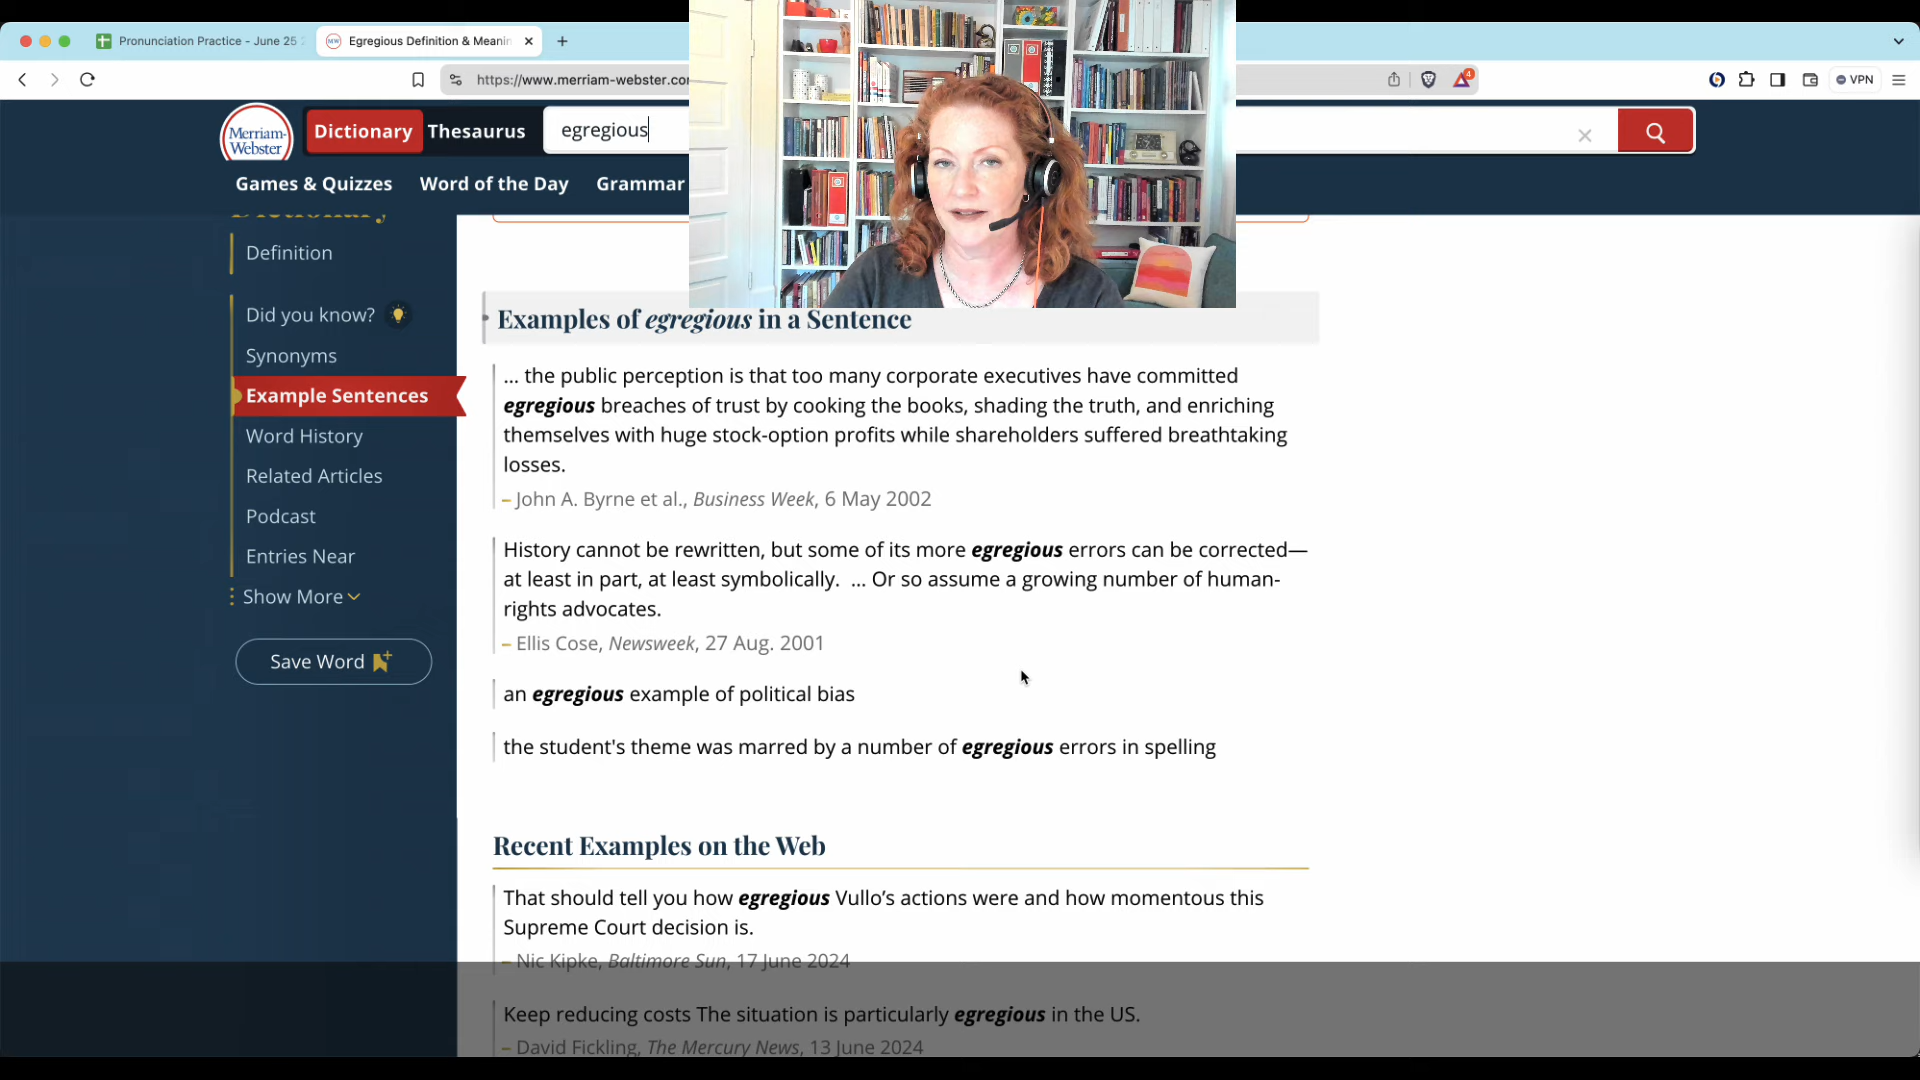 Pronunciation Practice - June 25
Egregious Definition & Meanin
https://www.merriam-webster.co
4
VPN
Merriam-
Webster
Dictionary
Thesaurus
egregious
Games & Quizzes
Word of the Day
Grammar
Dictionary
Definition
Did you know?
Synonyms
Example Sentences
Word History
Related Articles
Podcast
Entries Near
Show More
Save Word
Examples of egregious in a Sentence
... the public perception is that too many corporate executives have committed
egregious breaches of trust by cooking the books, shading the truth, and enriching
themselves with huge stock-option profits while shareholders suffered breathtaking
losses.
– John A. Byrne et al., Business Week, 6 May 2002
History cannot be rewritten, but some of its more egregious errors can be corrected—
at least in part, at least symbolically. ... Or so assume a growing number of human-
rights advocates.
– Ellis Cose, Newsweek, 27 Aug. 2001
an egregious example of political bias
the student's theme was marred by a number of egregious errors in spelling
Recent Examples on the Web
That should tell you how egregious Vullo’s actions were and how momentous this
Supreme Court decision is.
– Nic Kipke, Baltimore Sun, 17 June 2024
Keep reducing costs The situation is particularly egregious in the US.
– David Fickling, The Mercury News, 13 June 2024